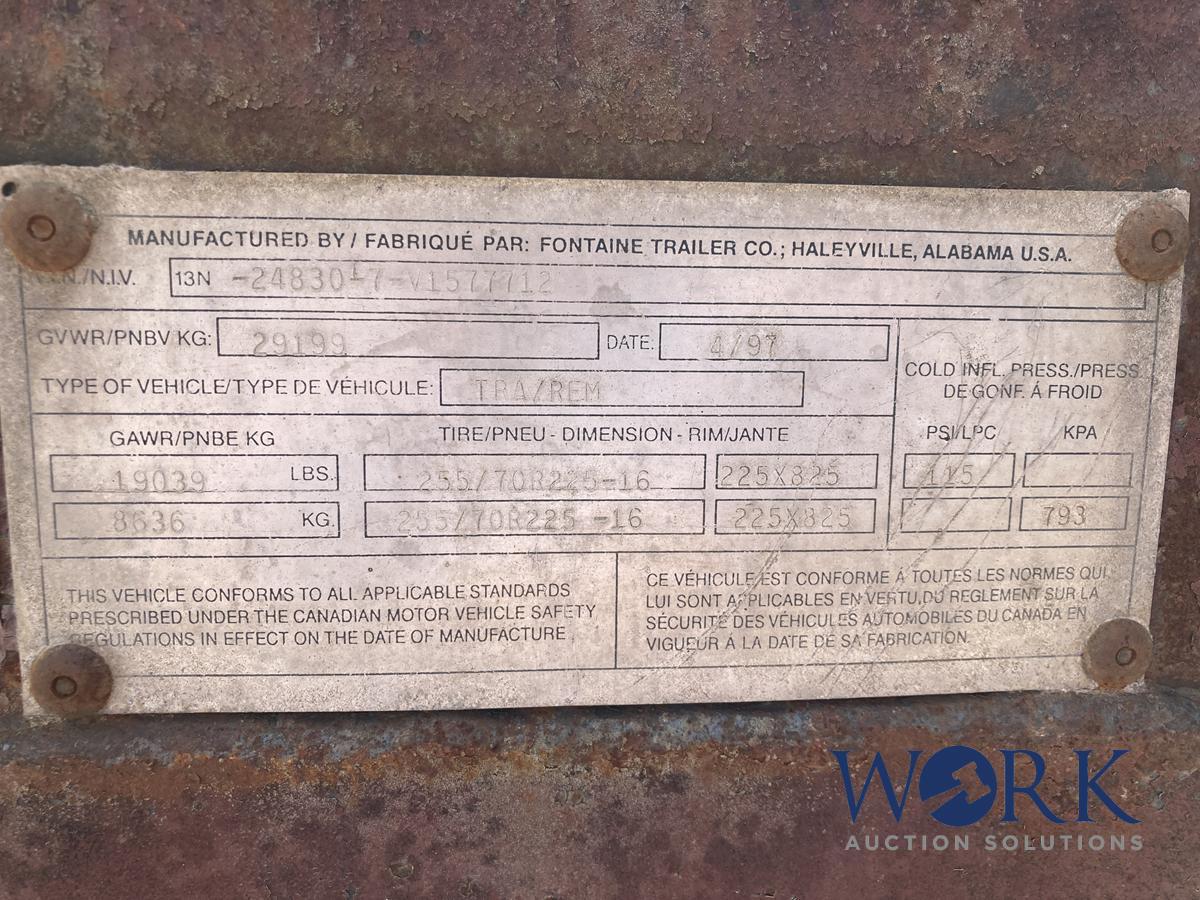 MANUFACTURED BY / FABRIQUÉ PAR: FONTAINE TRAILER CO.; HALEYVILLE, ALABAMA U.S.A.
V.I.N./N.I.V. 13N -2483017-V1577712
GVWR/PNBV KG: 29199 DATE: 4/97
TYPE OF VEHICLE/TYPE DE VÉHICULE: TRA/REM
COLD INFL. PRESS./PRESS
DE GONF. Á FROID
GAWR/PNBE KG TIRE/PNEU - DIMENSION - RIM/JANTE PSI/LPC KPA
19039 LBS. 255/70R225-16 225X825 115
8636 KG. 255/70R225 -16 225X825 793
THIS VEHICLE CONFORMS TO ALL APPLICABLE STANDARDS
PRESCRIBED UNDER THE CANADIAN MOTOR VEHICLE SAFETY
REGULATIONS IN EFFECT ON THE DATE OF MANUFACTURE
CE VÉHICULE EST CONFORME Á TOUTES LES NORMES QUI
LUI SONT APPLICABLES EN VERTU DU REGLEMENT SUR LA
SÉCURITÉ DES VÉHICULES AUTOMOBILES DU CANADA EN
VIGUEUR Á LA DATE DE SA FABRICATION.
WORK
AUCTION SOLUTIONS